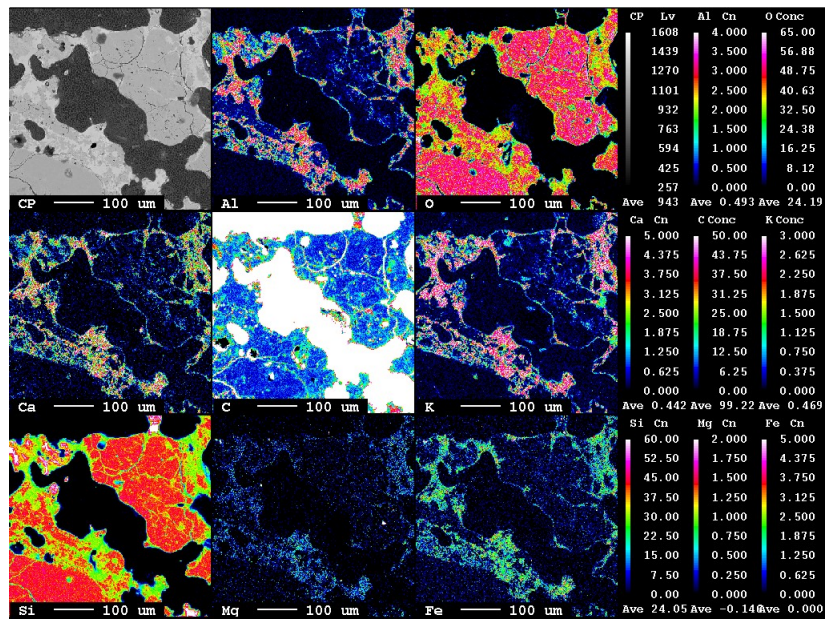 CP Lv Al Cn O Conc
1608 4.000 65.00
1439 3.500 56.88
1270 3.000 48.75
1101 2.500 40.63
932 2.000 32.50
763 1.500 24.38
594 1.000 16.25
425 0.500 8.12
257 0.000 0.00
Ave 943 Ave 0.493 Ave 24.19
CP 100 um Al 100 um O 100 um
Ca Cn C Conc K Conc
5.000 50.00 3.000
4.375 43.75 2.625
3.750 37.50 2.250
3.125 31.25 1.875
2.500 25.00 1.500
1.875 18.75 1.125
1.250 12.50 0.750
0.625 6.25 0.375
0.000 0.00 0.000
Ave 0.442 Ave 99.22 Ave 0.469
Ca 100 um C 100 um K 100 um
Si Cn Mg Cn Fe Cn
60.00 2.000 5.000
52.50 1.750 4.375
45.00 1.500 3.750
37.50 1.250 3.125
30.00 1.000 2.500
22.50 0.750 1.875
15.00 0.500 1.250
7.50 0.250 0.625
0.00 0.000 0.000
Ave 24.05 Ave -0.146 Ave 0.000
Si 100 um Mg 100 um Fe 100 um